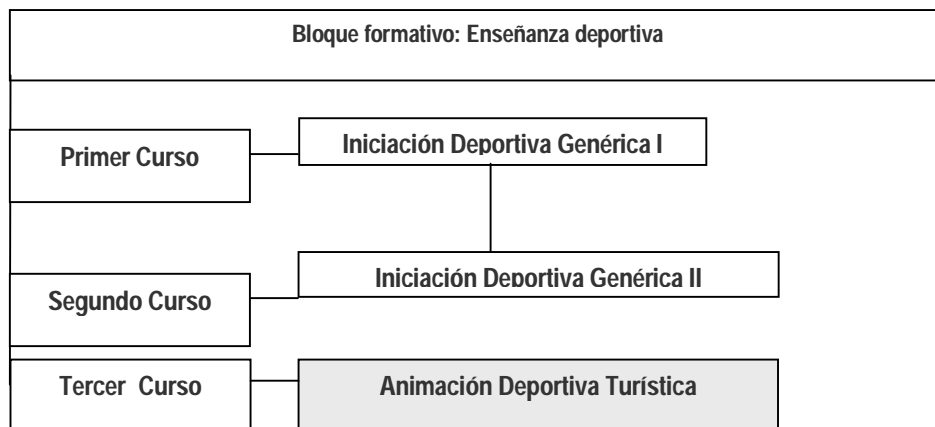 Bloque formativo: Enseñanza deportiva
Primer Curso
Iniciación Deportiva Genérica I
Iniciación Deportiva Genérica II
Segundo Curso
Tercer Curso
Animación Deportiva Turística